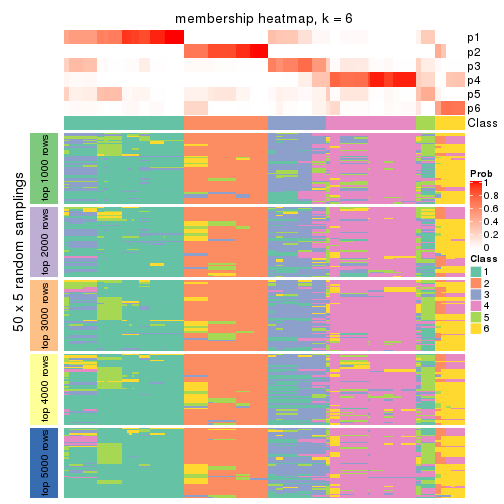 membership heatmap, k = 6
p1
p2
p3
p4
p5
p6
Class
50 x 5 random samplings
top 1000 rows
top 2000 rows
top 3000 rows
top 4000 rows
top 5000 rows
Prob
1
0.8
0.6
0.4
0.2
0
Class
1
2
3
4
5
6